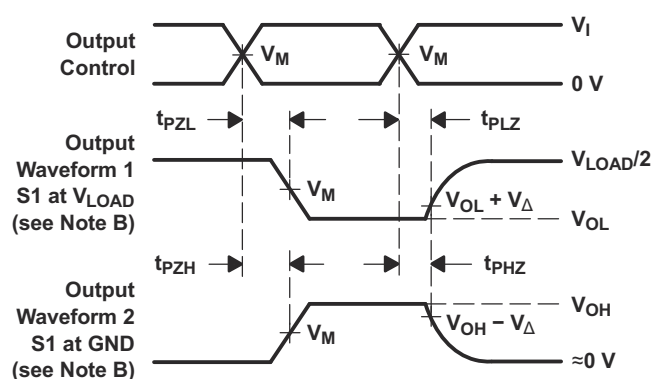 Output
Control
V_M
V_M
V_I
0 V
t_PZL
t_PLZ
Output
Waveform 1
S1 at V_LOAD
(see Note B)
V_M
V_LOAD/2
V_OL + V_Δ
V_OL
t_PZH
t_PHZ
Output
Waveform 2
S1 at GND
(see Note B)
V_M
V_OH
V_OH − V_Δ
≈0 V